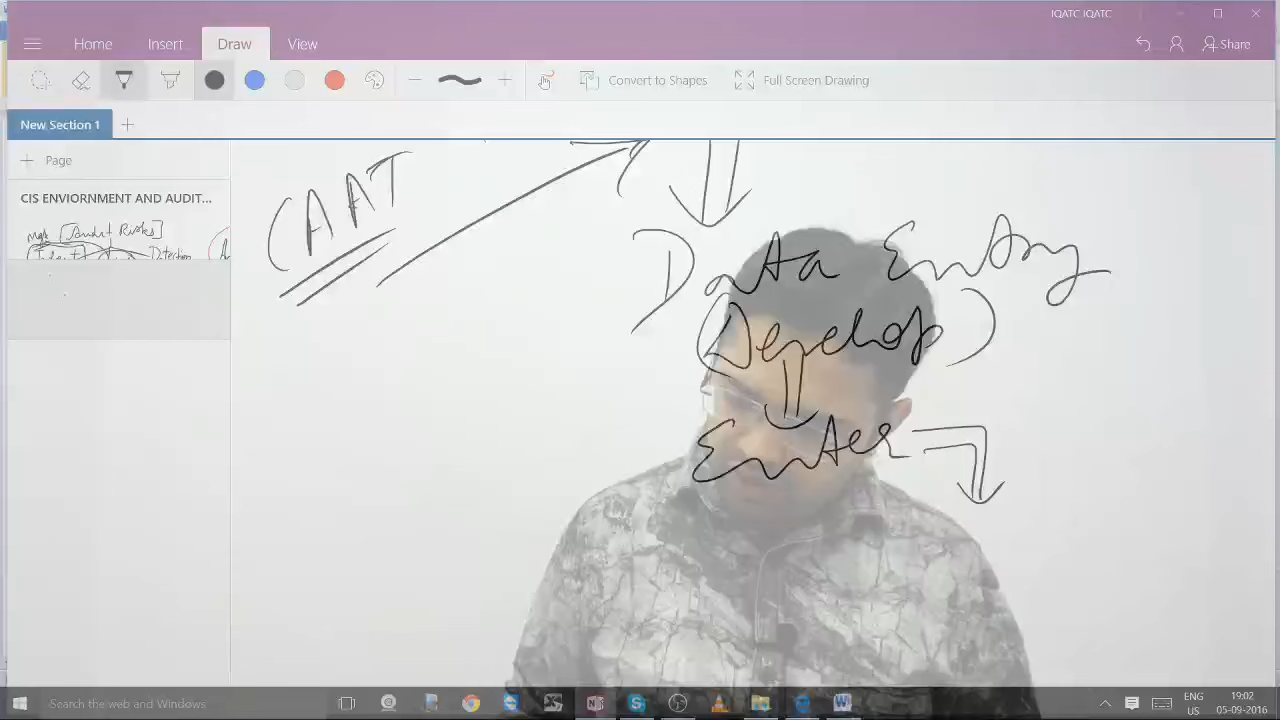 IQATC IQATC
Home Insert Draw View Share
Convert to Shapes Full Screen Drawing
New Section 1
Page
CIS ENVIORNMENT AND AUDIT...
CAAT
Data Entry
(Develop)
Enter
Search the web and Windows
ENG
US
19:02
05-09-2016